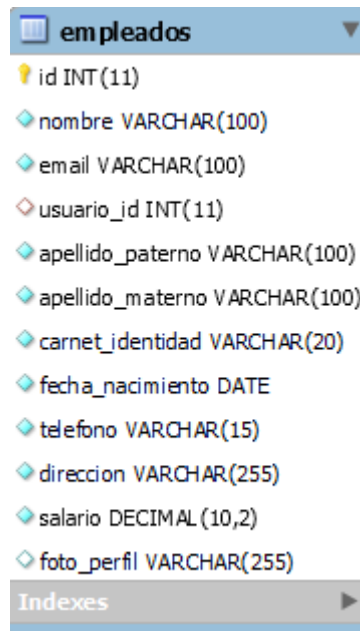 empleados
id INT(11)
nombre VARCHAR(100)
email VARCHAR(100)
usuario_id INT(11)
apellido_paterno VARCHAR(100)
apellido_materno VARCHAR(100)
carnet_identidad VARCHAR(20)
fecha_nacimiento DATE
telefono VARCHAR(15)
direccion VARCHAR(255)
salario DECIMAL(10,2)
foto_perfil VARCHAR(255)
Indexes